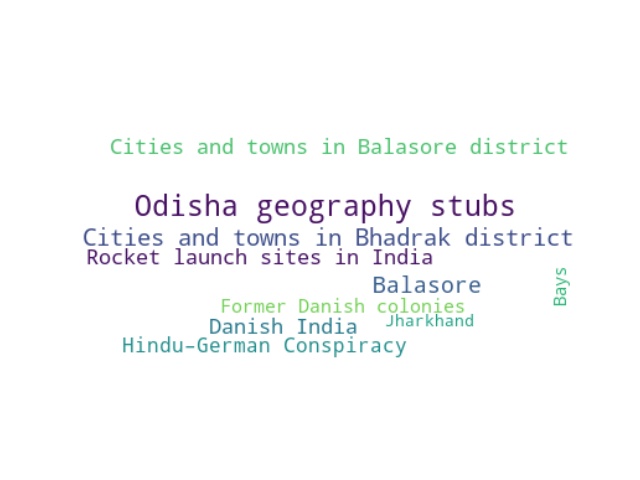 Cities and towns in Balasore district
Odisha geography stubs
Cities and towns in Bhadrak district
Rocket launch sites in India
Balasore
Bays
Former Danish colonies
Jharkhand
Danish India
Hindu–German Conspiracy